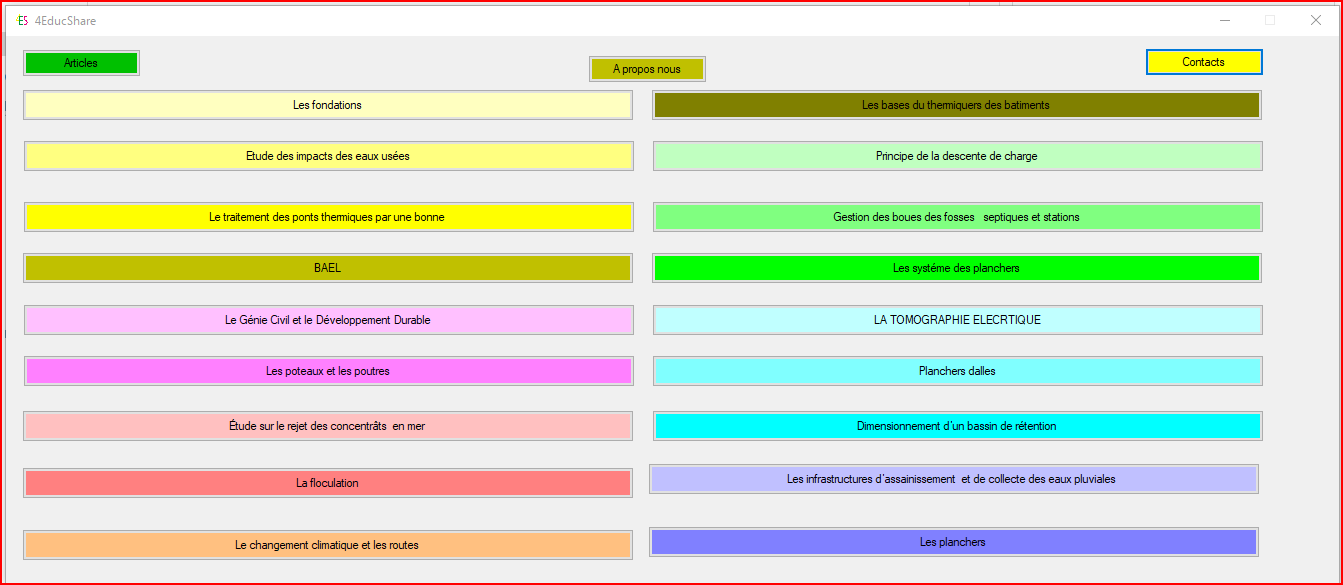 ES 4EducShare
Articles
A propos nous
Contacts
Les fondations
Les bases du thermiquers des batiments
Etude des impacts des eaux usées
Principe de la descente de charge
Le traitement des ponts thermiques par une bonne
Gestion des boues des fosses septiques et stations
BAEL
Les systéme des planchers
Le Génie Civil et le Développement Durable
LA TOMOGRAPHIE ELECRTIQUE
Les poteaux et les poutres
Planchers dalles
Étude sur le rejet des concentrâts en mer
Dimensionnement d'un bassin de rétention
La floculation
Les infrastructures d'assainissement et de collecte des eaux pluviales
Le changement climatique et les routes
Les planchers